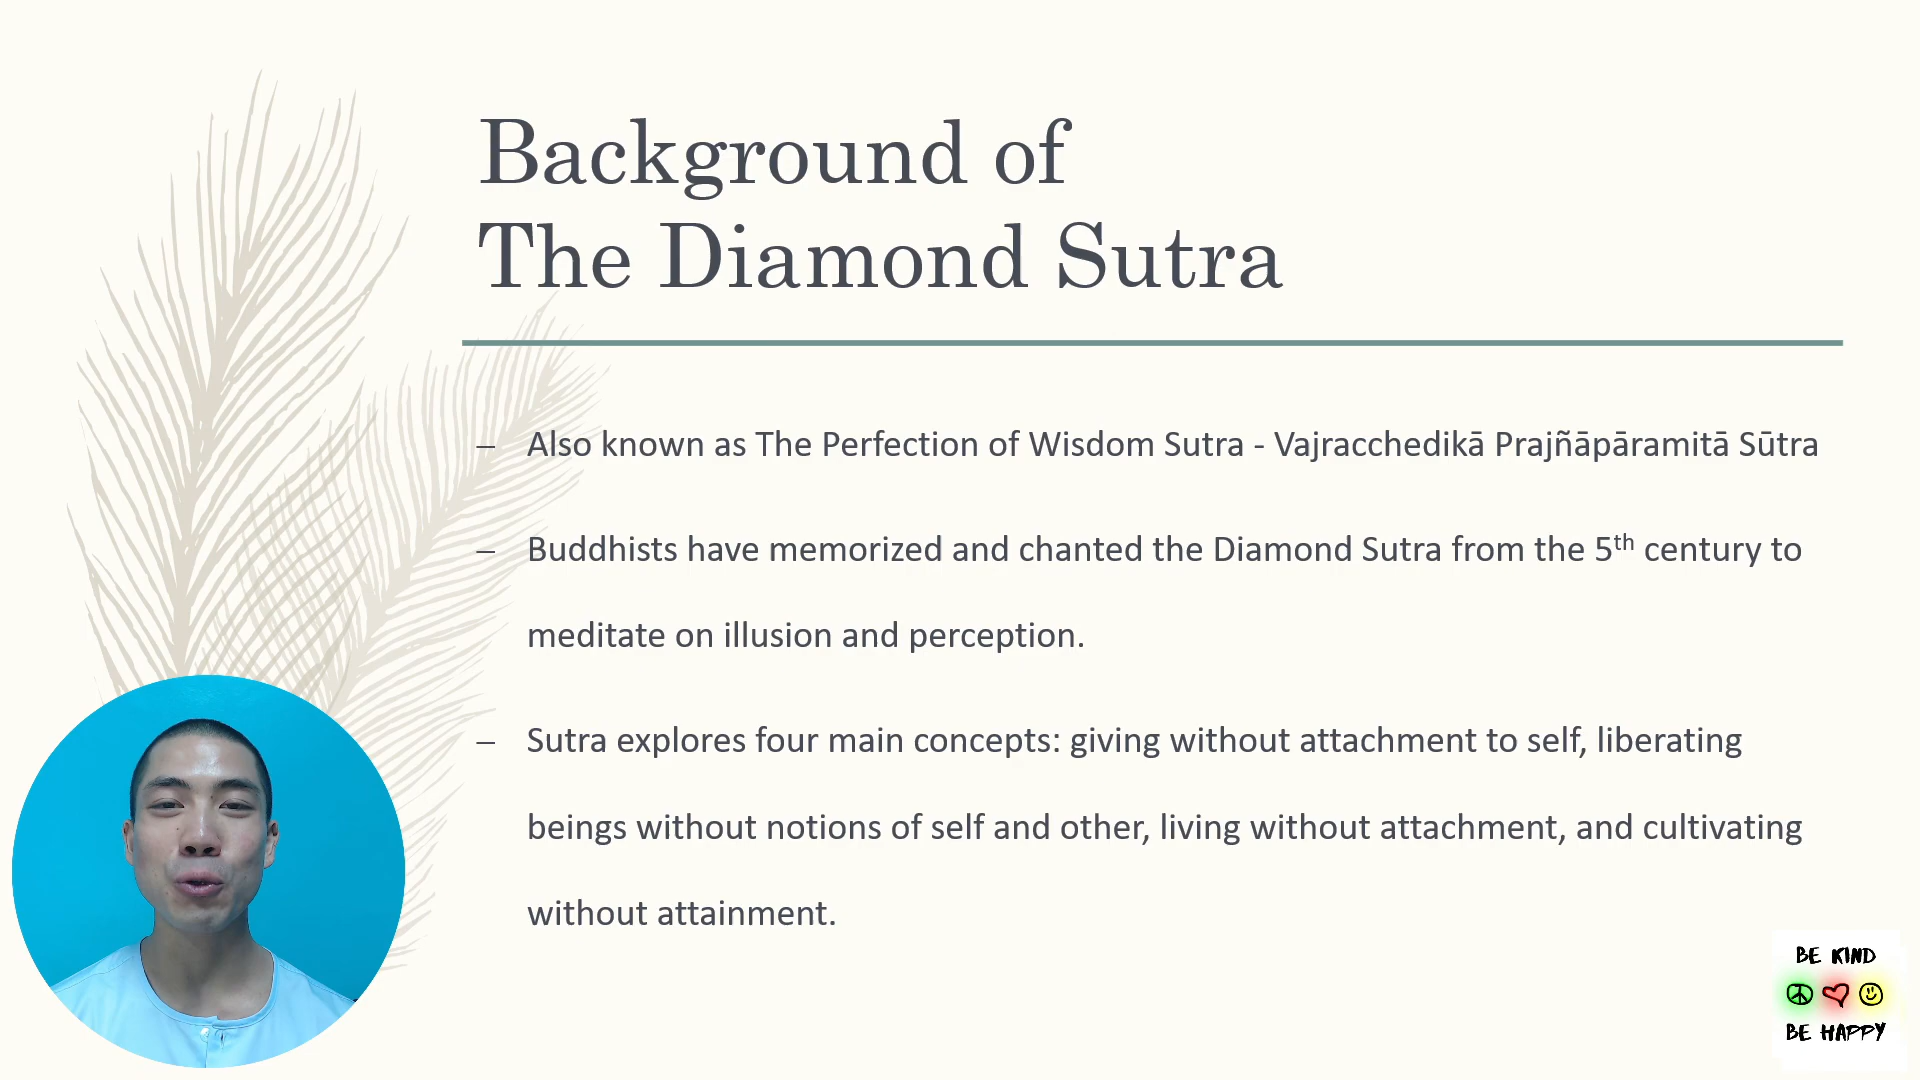 Background of
The Diamond Sutra
– Also known as The Perfection of Wisdom Sutra - Vajracchedikā Prajñāpāramitā Sūtra
– Buddhists have memorized and chanted the Diamond Sutra from the 5th century to
meditate on illusion and perception.
– Sutra explores four main concepts: giving without attachment to self, liberating
beings without notions of self and other, living without attachment, and cultivating
without attainment.
BE KIND
BE HAPPY